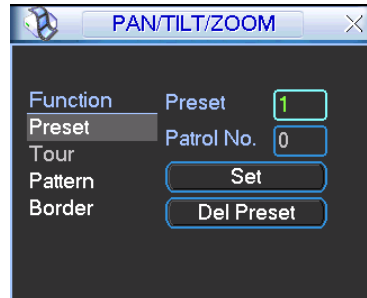 PAN/TILT/ZOOM
Function
Preset
Tour
Pattern
Border
Preset 1
Patrol No. 0
Set
Del Preset